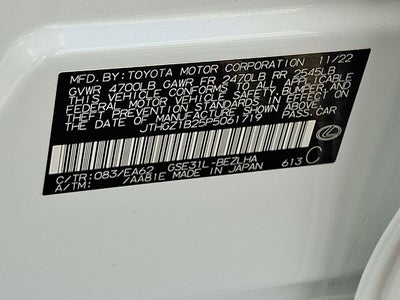 MFD. BY: TOYOTA MOTOR CORPORATION 11/22
GVWR 4700LB GAWR FR 2470LB RR 2545LB
THIS VEHICLE CONFORMS TO ALL APPLICABLE
FEDERAL MOTOR VEHICLE SAFETY, BUMPER, AND
THEFT PREVENTION STANDARDS IN EFFECT ON
THE DATE OF MANUFACTURE SHOWN ABOVE.
JTHGZ1B25P5061719 PASS. CAR
C/TR: 083/EA62 GSE31L-BEZLHA 613 C
A/TM: 7AA81E MADE IN JAPAN